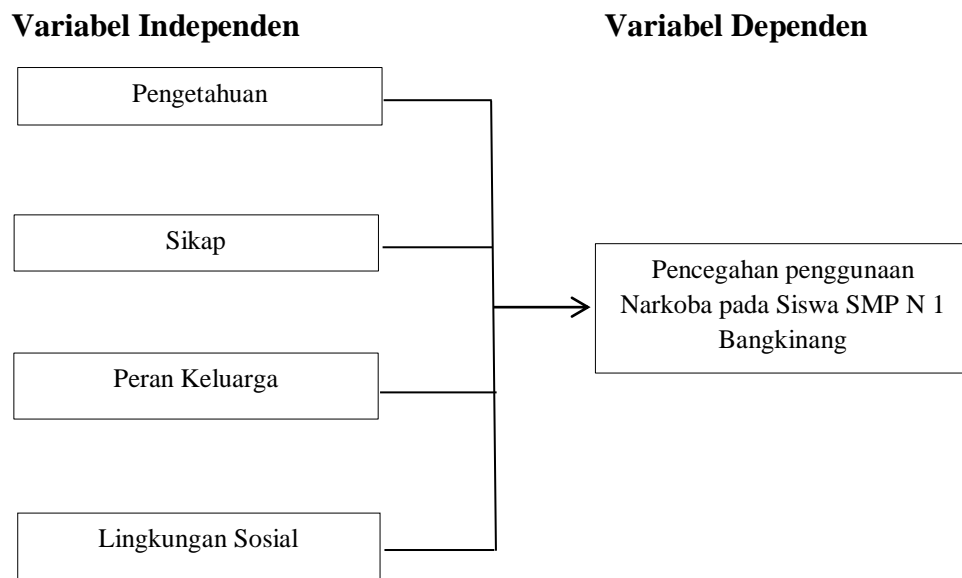 Variabel Independen
Variabel Dependen
Pengetahuan
Sikap
Peran Keluarga
Lingkungan Sosial
Pencegahan penggunaan
Narkoba pada Siswa SMP N 1
Bangkinang